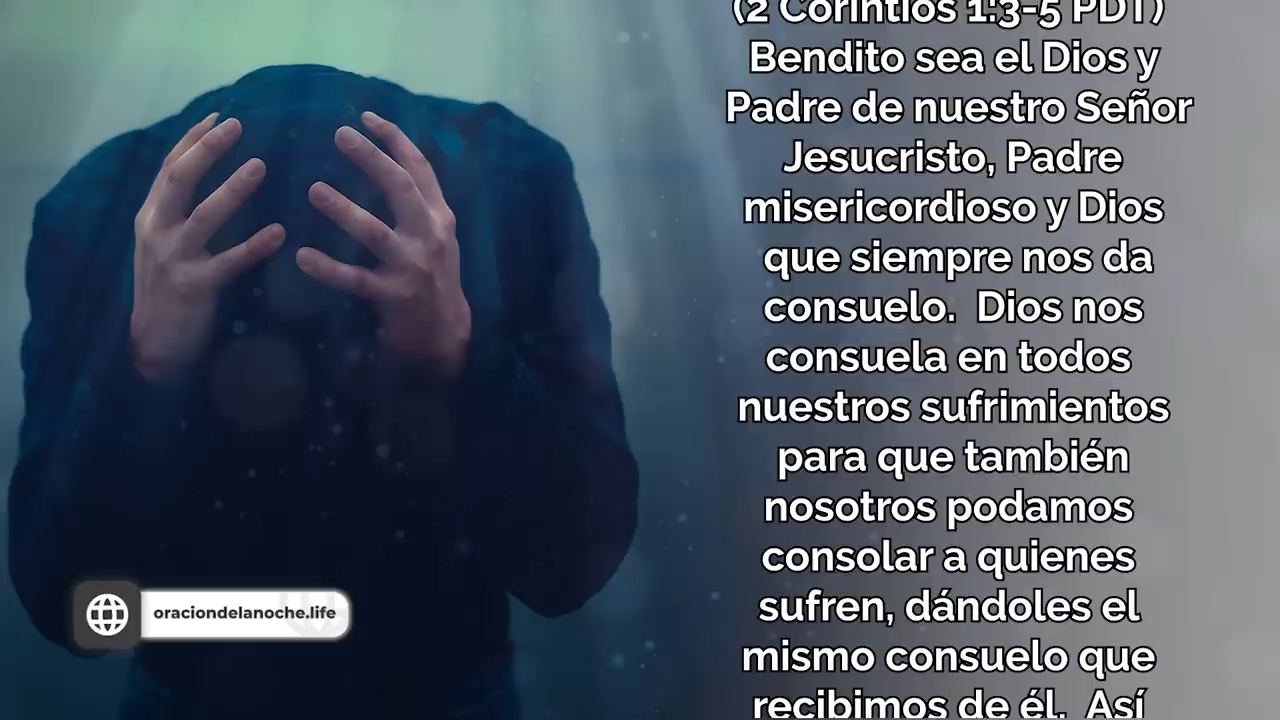 (2 Corintios 1:3-5 PDT)
Bendito sea el Dios y
Padre de nuestro Señor
Jesucristo, Padre
misericordioso y Dios
que siempre nos da
consuelo.  Dios nos
consuela en todos
nuestros sufrimientos
para que también
nosotros podamos
consolar a quienes
sufren, dándoles el
mismo consuelo que
recibimos de él.  Así
oraciondelanoche.life